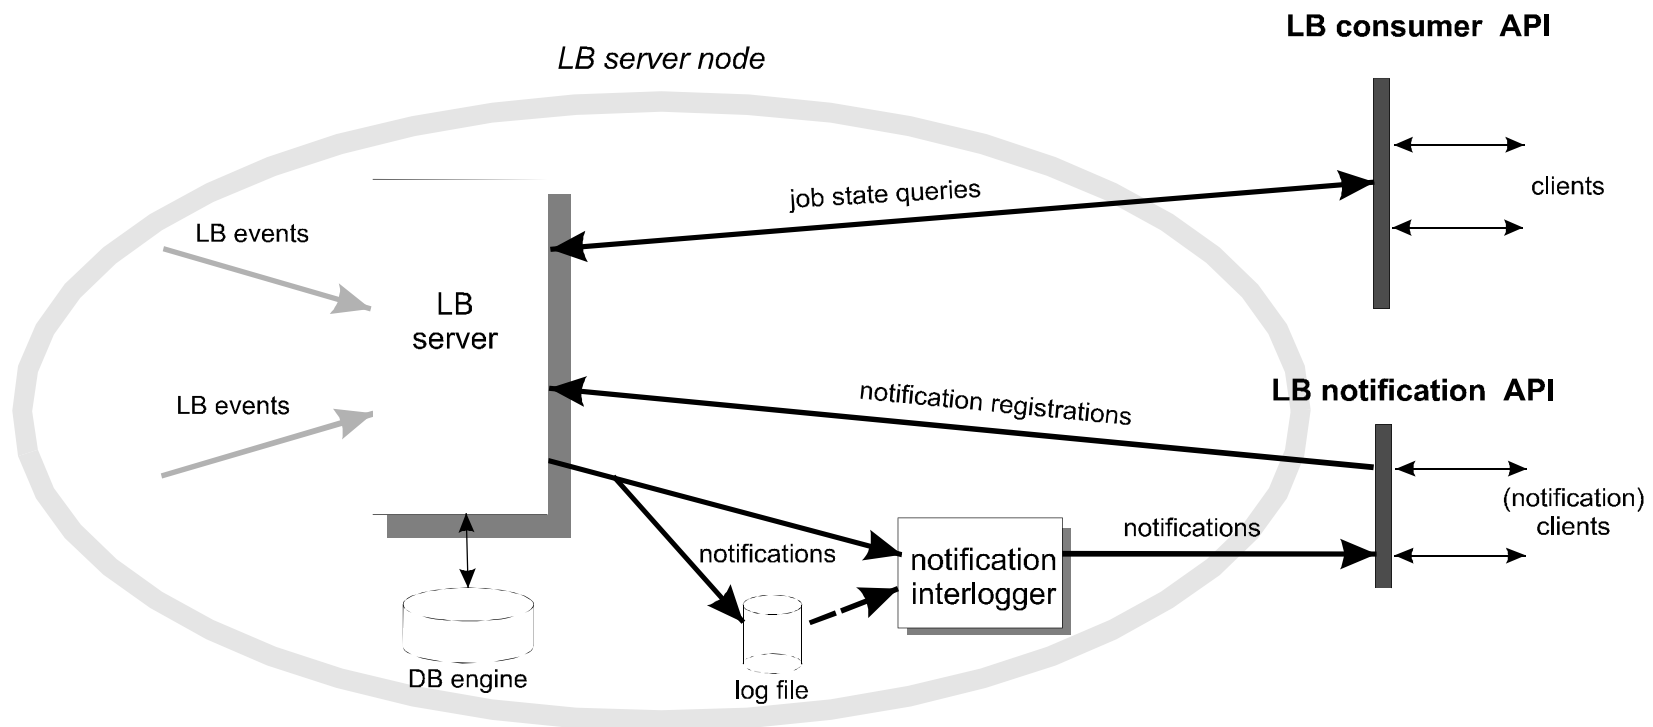 LB consumer API
LB server node
job state queries
clients
LB events
LB
server
LB events
notification registrations
LB notification API
(notification)
clients
notifications
notifications
notification
interlogger
DB engine
log file